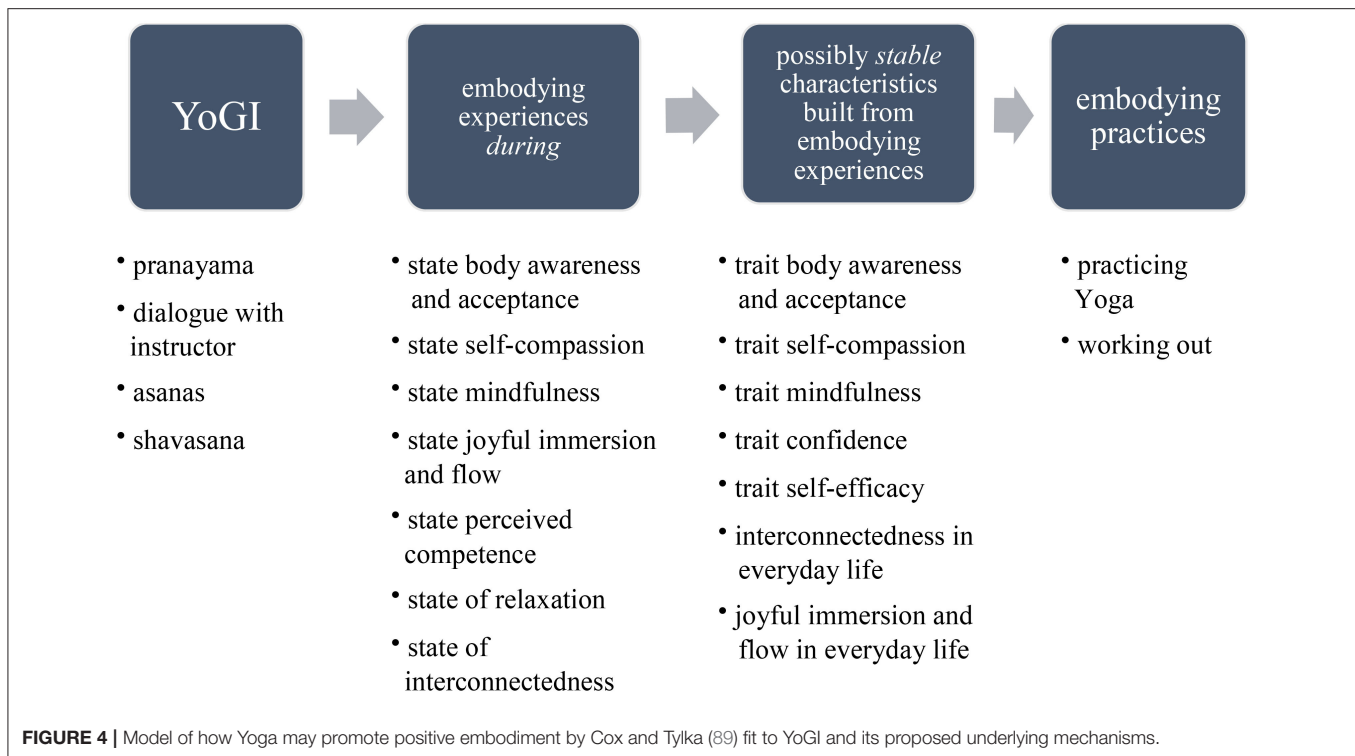 YoGI
embodying
experiences
during
possibly stable
characteristics
built from
embodying
experiences
embodying
practices
• pranayama
• dialogue with
instructor
• asanas
• shavasana
• state body awareness
and acceptance
• state self-compassion
• state mindfulness
• state joyful immersion
and flow
• state perceived
competence
• state of relaxation
• state of
interconnectedness
• trait body awareness
and acceptance
• trait self-compassion
• trait mindfulness
• trait confidence
• trait self-efficacy
• interconnectedness in
everyday life
• joyful immersion and
flow in everyday life
• practicing
Yoga
• working out
FIGURE 4 | Model of how Yoga may promote positive embodiment by Cox and Tylka (89) fit to YoGI and its proposed underlying mechanisms.